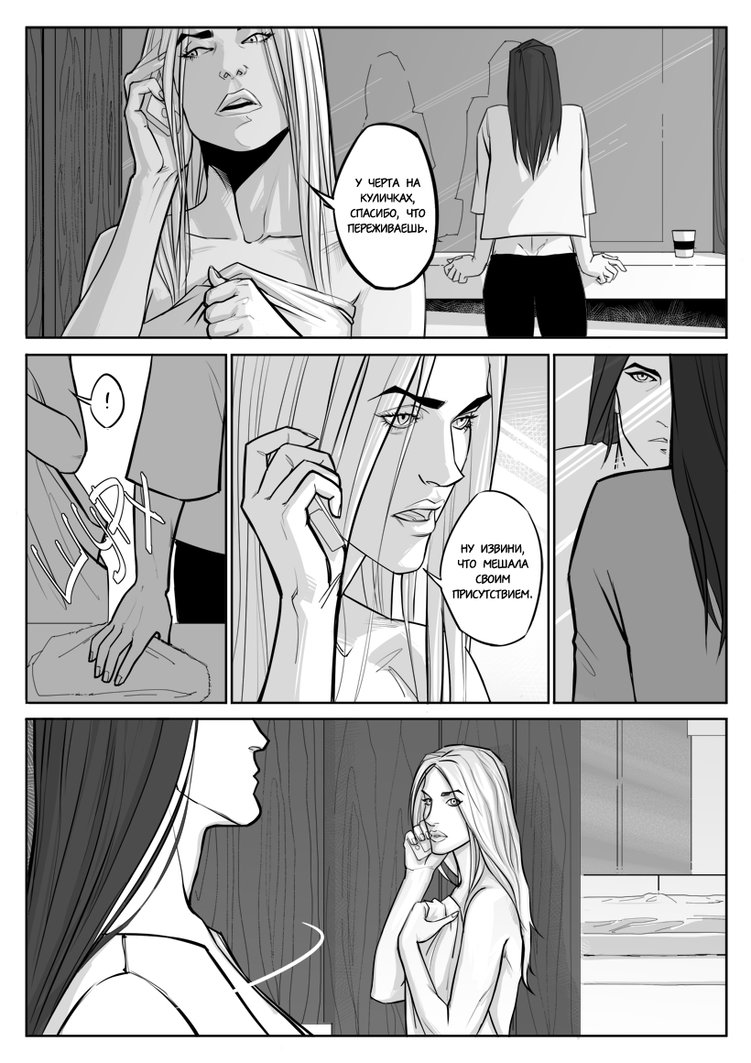 У ЧЕРТА НА
КУЛИЧКАХ,
СПАСИБО, ЧТО
ПЕРЕЖИВАЕШЬ.
!
ШУРХ
НУ ИЗВИНИ,
ЧТО МЕШАЛА
СВОИМ
ПРИСУТСТВИЕМ.